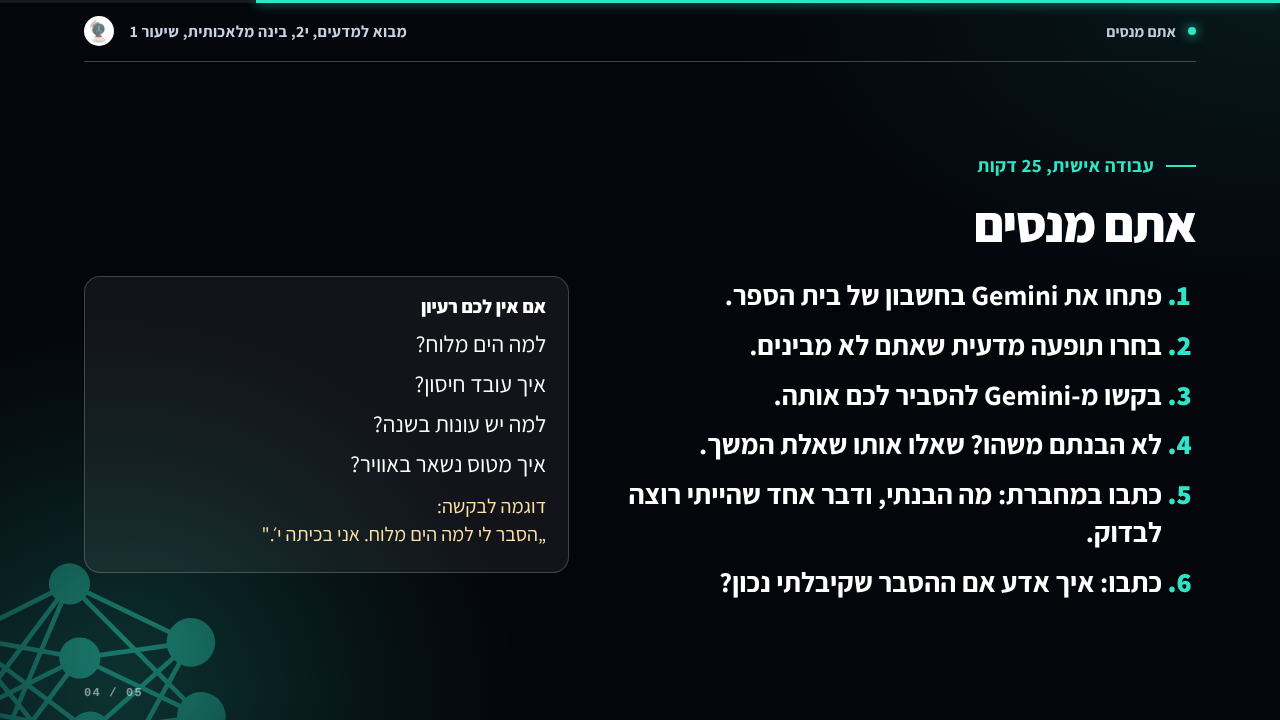 אתם מנסים
מבוא למדעים, י2, בינה מלאכותית, שיעור 1
עבודה אישית, 25 דקות
אתם מנסים
1. פתחו את Gemini בחשבון של בית הספר.
2. בחרו תופעה מדעית שאתם לא מבינים.
3. בקשו מ-Gemini להסביר לכם אותה.
4. לא הבנתם משהו? שאלו אותו שאלת המשך.
5. כתבו במחברת: מה הבנתי, ודבר אחד שהייתי רוצה
לבדוק.
6. כתבו: איך אדע אם ההסבר שקיבלתי נכון?
אם אין לכם רעיון
למה הים מלוח?
איך עובד חיסון?
למה יש עונות בשנה?
איך מטוס נשאר באוויר?
דוגמה לבקשה:
„הסבר לי למה הים מלוח. אני בכיתה י׳."
04 / 05